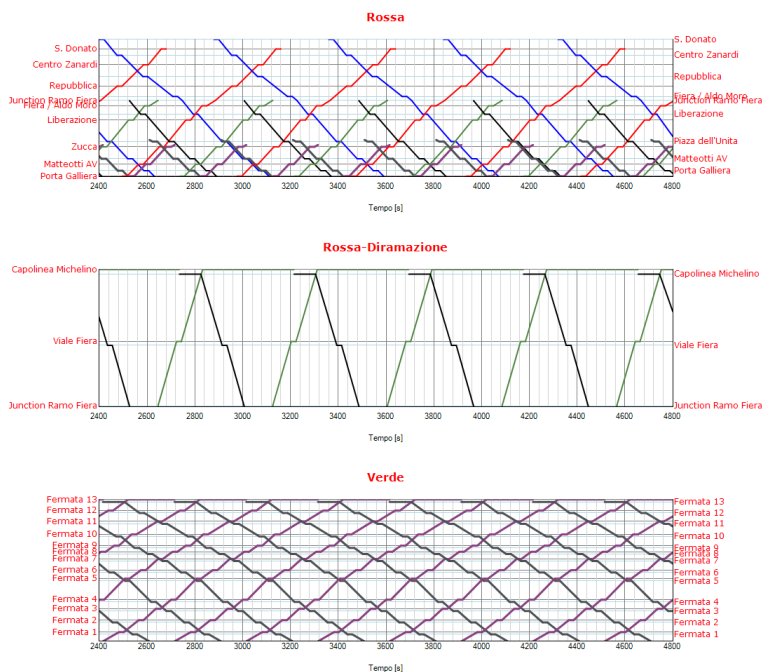 Rossa
S. Donato
Centro Zanardi
Repubblica
Junction Ramo Fiera
Fiera / Aldo Moro
Liberazione
Zucca
Matteotti AV
Porta Galliera
S. Donato
Centro Zanardi
Repubblica
Fiera / Aldo Moro
Junction Ramo Fiera
Liberazione
Piaza dell'Unita
Matteotti AV
Porta Galliera
2400 2600 2800 3000 3200 3400 3600 3800 4000 4200 4400 4600 4800
Tempo [s]
Rossa-Diramazione
Capolinea Michelino
Viale Fiera
Junction Ramo Fiera
Capolinea Michelino
Viale Fiera
Junction Ramo Fiera
2400 2600 2800 3000 3200 3400 3600 3800 4000 4200 4400 4600 4800
Tempo [s]
Verde
Fermata 13
Fermata 12
Fermata 11
Fermata 10
Fermata 9
Fermata 8
Fermata 7
Fermata 6
Fermata 5
Fermata 4
Fermata 3
Fermata 2
Fermata 1
Fermata 13
Fermata 12
Fermata 11
Fermata 10
Fermata 9
Fermata 8
Fermata 7
Fermata 6
Fermata 5
Fermata 4
Fermata 3
Fermata 2
Fermata 1
2400 2600 2800 3000 3200 3400 3600 3800 4000 4200 4400 4600 4800
Tempo [s]